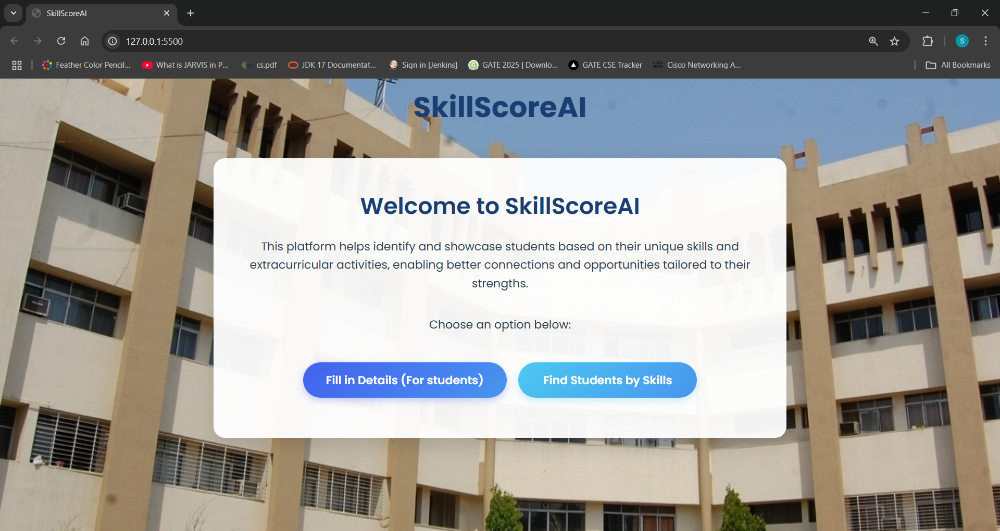 SkillScoreAI
127.0.0.1:5500
S
Feather Color Pencil...
What is JARVIS in P...
cs.pdf
JDK 17 Documentat...
Sign in [Jenkins]
GATE 2025 | Downlo...
GATE CSE Tracker
Cisco Networking A...
All Bookmarks
SkillScoreAI
Welcome to SkillScoreAI
This platform helps identify and showcase students based on their unique skills and
extracurricular activities, enabling better connections and opportunities tailored to their
strengths.
Choose an option below:
Fill in Details (For students)
Find Students by Skills